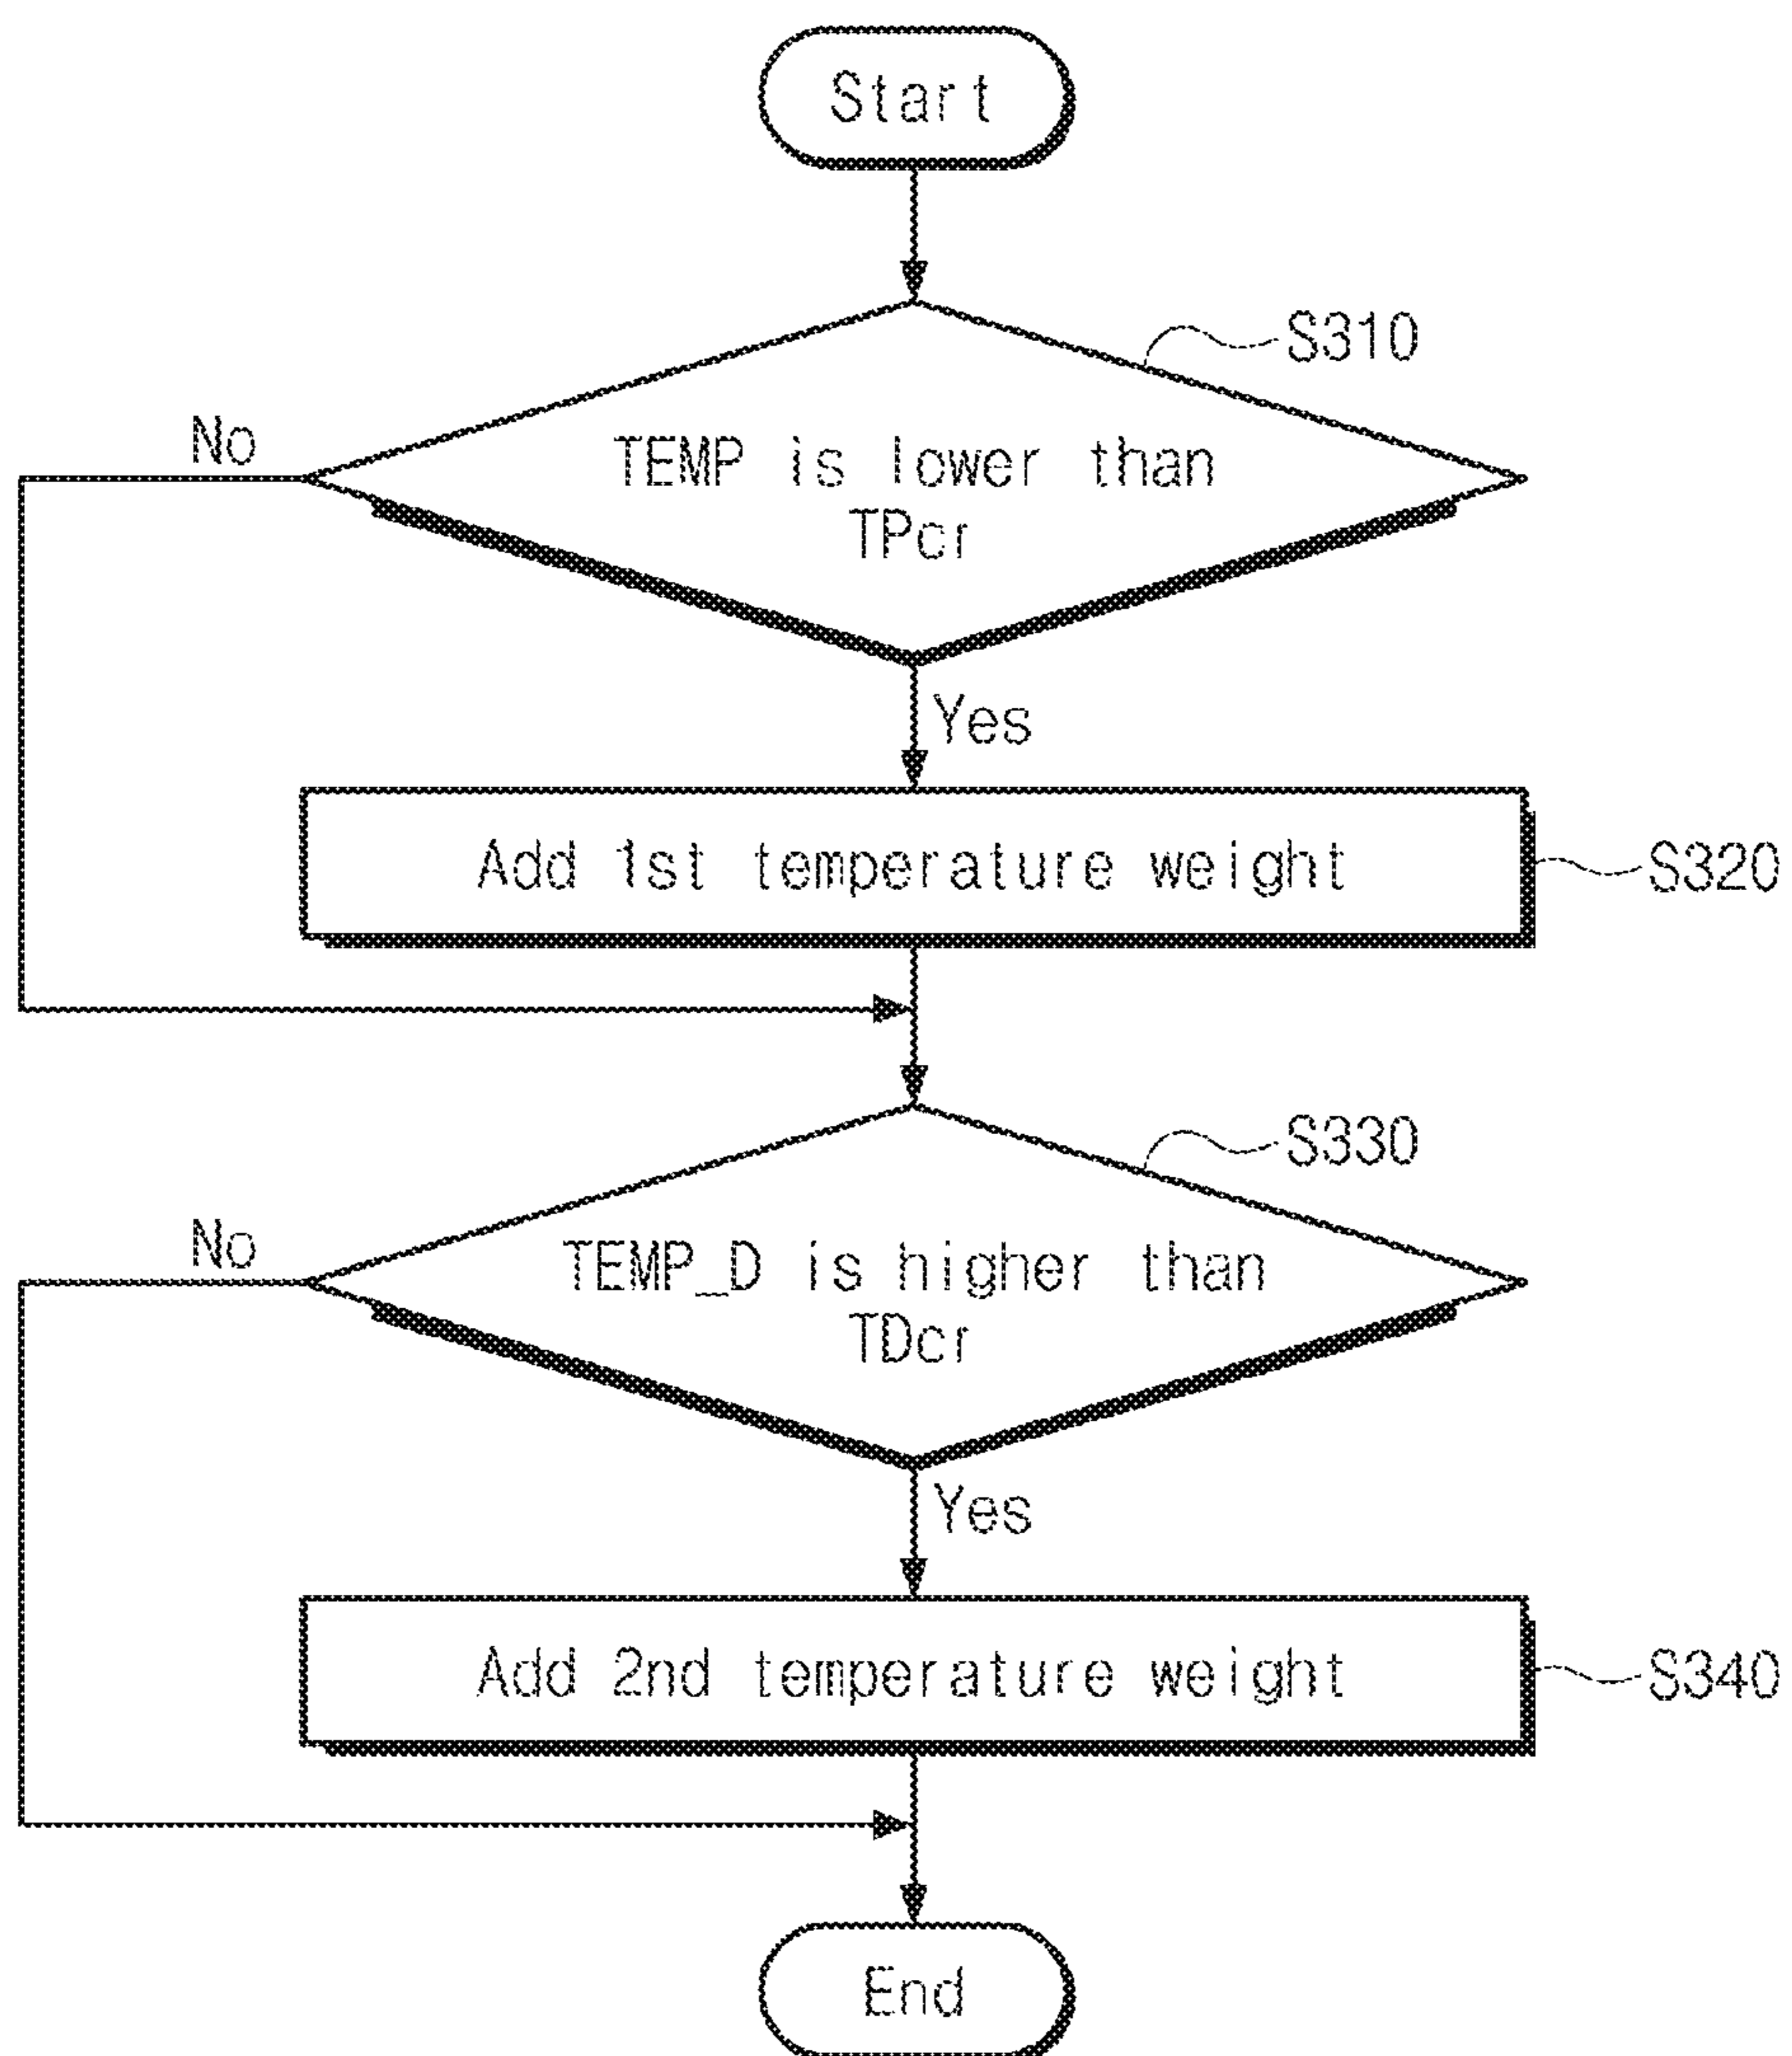 Start
S310
No
TEMP is lower than
TPcr
Yes
Add 1st temperature weight
S320
S330
No
TEMP_D is higher than
TDcr
Yes
Add 2nd temperature weight
S340
End